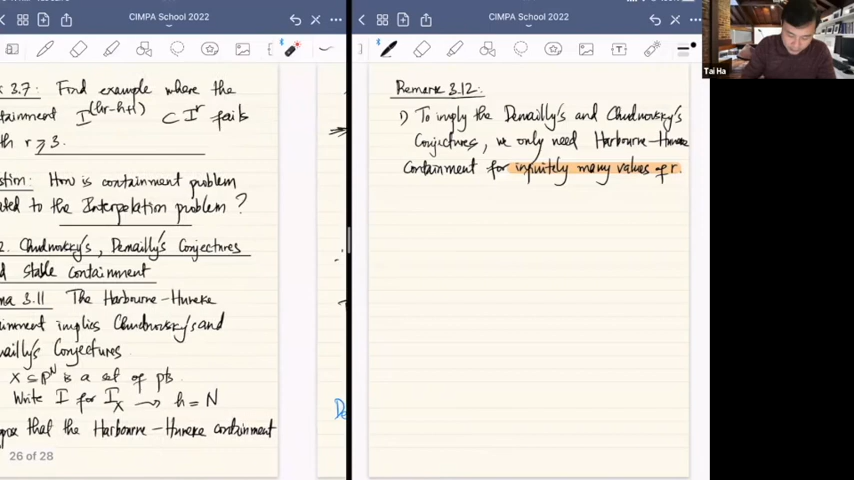 CIMPA School 2022
3.7: Find example where the
tainment I^(hr-h+1) ⊂ I^r fails
th r ⩾ 3.
stion: How is containment problem
ated to the Interpolation problem?
2. Chudnovsky's, Demailly's Conjectures
d stable containment
ma 3.11 The Harbourne-Huneke
inment implies Chudnovsky's and
ailly's Conjectures
X ⊆ P^N is a set of pts
Write I for I_X → h = N
pose that the Harbourne-Huneke containment
26 of 28
CIMPA School 2022
Remark 3.12.
1) To imply the Demailly's and Chudnovsky's
Conjectures, we only need Harbourne-Huneke
Containment for infinitely many values of r.
Tai Ha